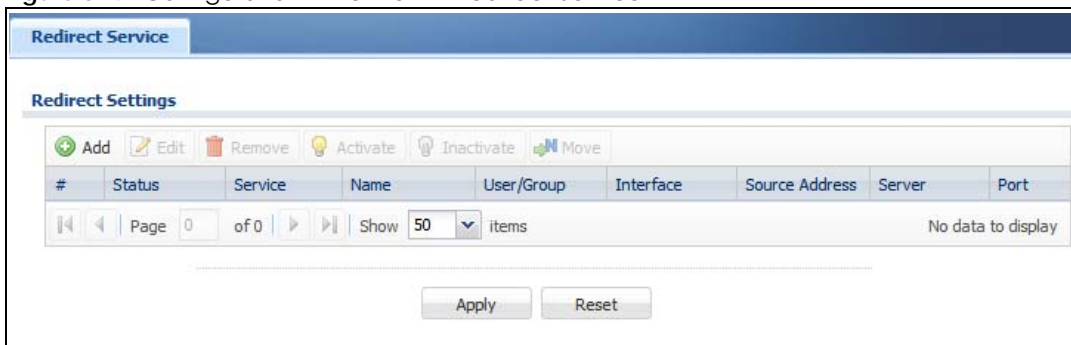 Redirect Service
Redirect Settings
Add Edit Remove Activate Inactivate Move
# Status Service Name User/Group Interface Source Address Server Port
Page 0 of 0 Show 50 items No data to display
Apply Reset